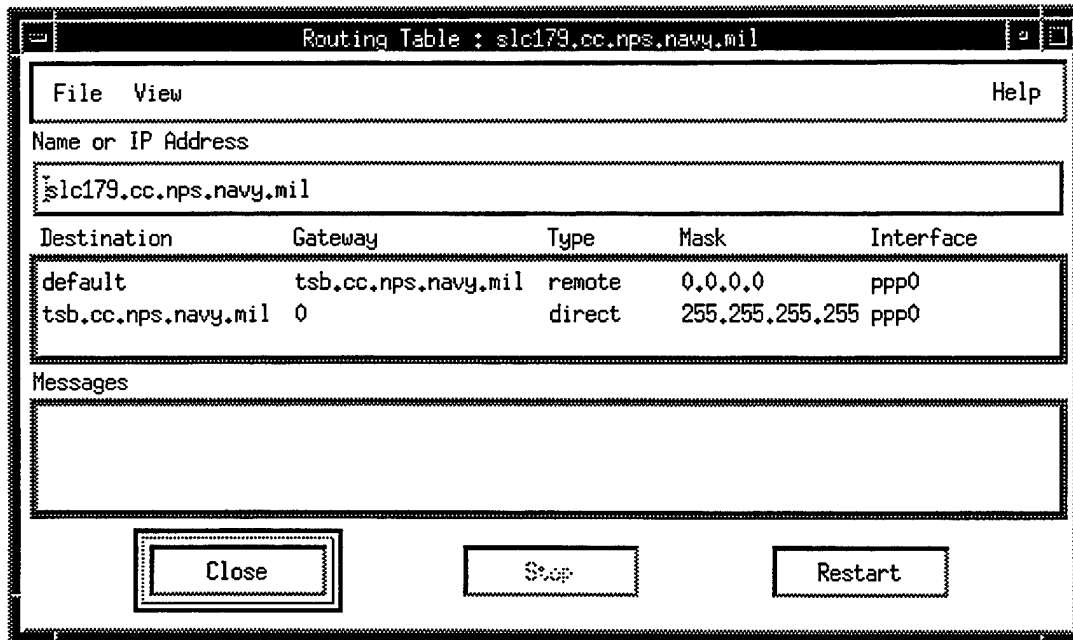 Routing Table : slc179.cc.nps.navy.mil
File View Help
Name or IP Address
slc179.cc.nps.navy.mil
Destination Gateway Type Mask Interface
default tsb.cc.nps.navy.mil remote 0.0.0.0 ppp0
tsb.cc.nps.navy.mil 0 direct 255.255.255.255 ppp0
Messages
Close Stop Restart